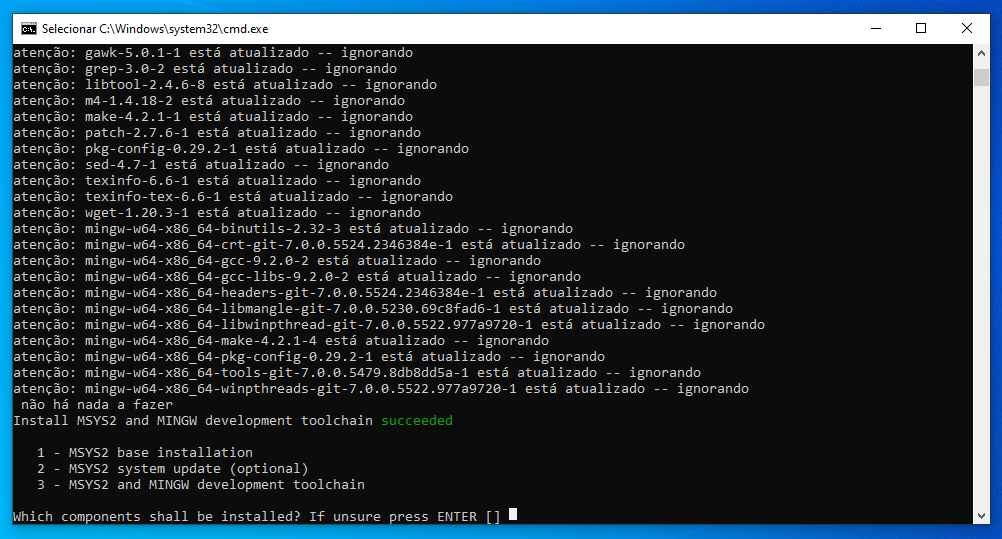 Selecionar C:\Windows\system32\cmd.exe
atenção: gawk-5.0.1-1 está atualizado -- ignorando
atenção: grep-3.0-2 está atualizado -- ignorando
atenção: libtool-2.4.6-8 está atualizado -- ignorando
atenção: m4-1.4.18-2 está atualizado -- ignorando
atenção: make-4.2.1-1 está atualizado -- ignorando
atenção: patch-2.7.6-1 está atualizado -- ignorando
atenção: pkg-config-0.29.2-1 está atualizado -- ignorando
atenção: sed-4.7-1 está atualizado -- ignorando
atenção: texinfo-6.6-1 está atualizado -- ignorando
atenção: texinfo-tex-6.6-1 está atualizado -- ignorando
atenção: wget-1.20.3-1 está atualizado -- ignorando
atenção: mingw-w64-x86_64-binutils-2.32-3 está atualizado -- ignorando
atenção: mingw-w64-x86_64-crt-git-7.0.0.5524.2346384e-1 está atualizado -- ignorando
atenção: mingw-w64-x86_64-gcc-9.2.0-2 está atualizado -- ignorando
atenção: mingw-w64-x86_64-gcc-libs-9.2.0-2 está atualizado -- ignorando
atenção: mingw-w64-x86_64-headers-git-7.0.0.5524.2346384e-1 está atualizado -- ignorando
atenção: mingw-w64-x86_64-libmangle-git-7.0.0.5230.69c8fad6-1 está atualizado -- ignorando
atenção: mingw-w64-x86_64-libwinpthread-git-7.0.0.5522.977a9720-1 está atualizado -- ignorando
atenção: mingw-w64-x86_64-make-4.2.1-4 está atualizado -- ignorando
atenção: mingw-w64-x86_64-pkg-config-0.29.2-1 está atualizado -- ignorando
atenção: mingw-w64-x86_64-tools-git-7.0.0.5479.8db8dd5a-1 está atualizado -- ignorando
atenção: mingw-w64-x86_64-winpthreads-git-7.0.0.5522.977a9720-1 está atualizado -- ignorando
não há nada a fazer
Install MSYS2 and MINGW development toolchain succeeded
1 - MSYS2 base installation
2 - MSYS2 system update (optional)
3 - MSYS2 and MINGW development toolchain
Which components shall be installed? If unsure press ENTER []